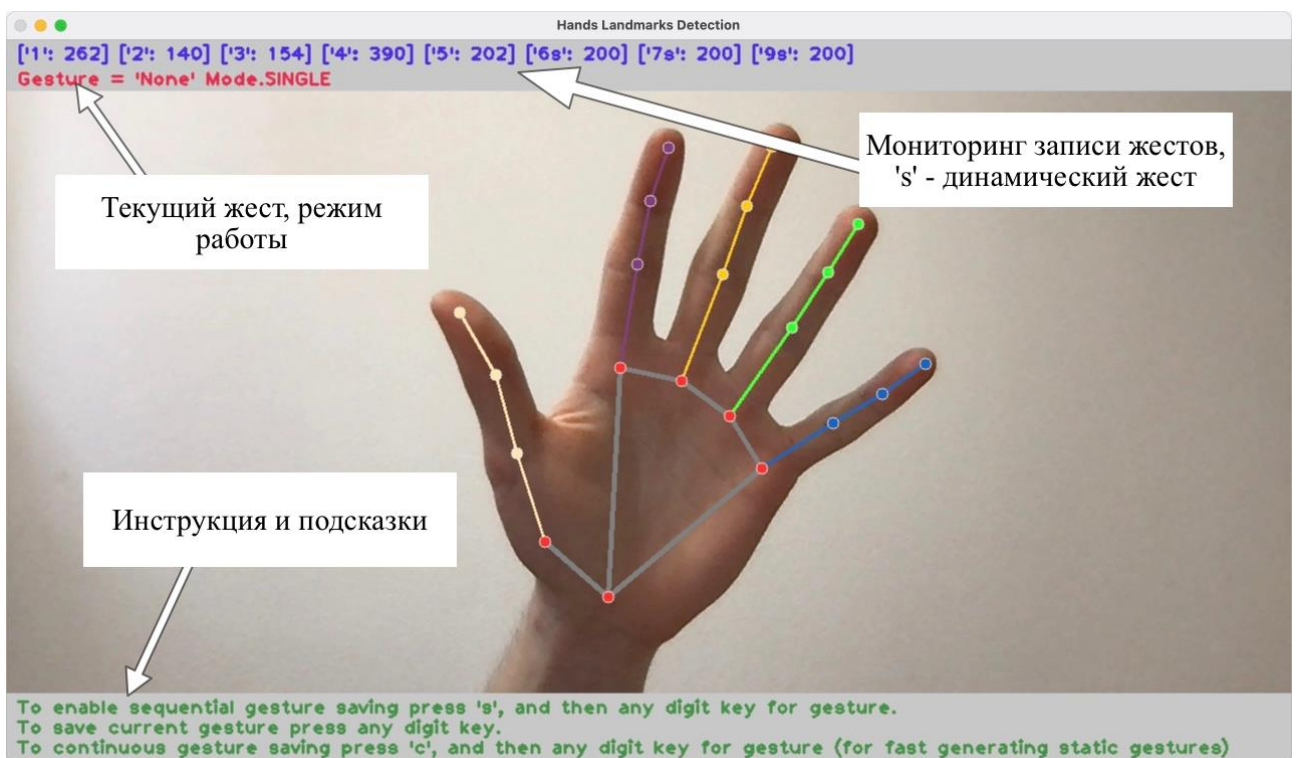 Hands Landmarks Detection
['1': 262] ['2': 140] ['3': 154] ['4': 390] ['5': 202] ['6s': 200] ['7s': 200] ['9s': 200]
Gesture = 'None' Mode.SINGLE
Мониторинг записи жестов,
's' - динамический жест
Текущий жест, режим
работы
Инструкция и подсказки
To enable sequential gesture saving press 's', and then any digit key for gesture.
To save current gesture press any digit key.
To continuous gesture saving press 'c', and then any digit key for gesture (for fast generating static gestures)